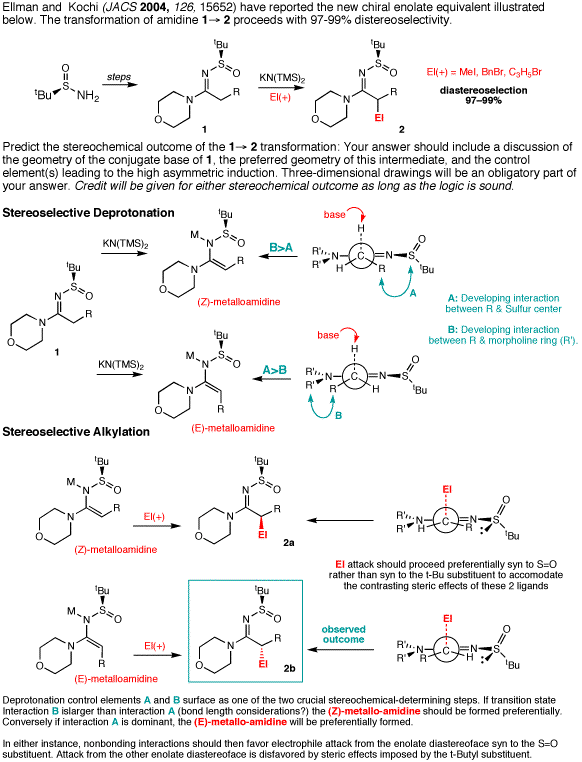 Ellman and Kochi (JACS 2004, 126, 15652) have reported the new chiral enolate equivalent illustrated
below. The transformation of amidine 1→ 2 proceeds with 97-99% distereoselectivity.
tBu
S
O
tBu
S
NH2
O
steps
tBu
S
O
N
N
R
O
1
KN(TMS)2
El(+)
tBu
S
O
N
N
R
El
O
2
El(+) = MeI, BnBr, C3H5Br
diastereoselection
97–99%
Predict the stereochemical outcome of the 1→ 2 transformation: Your answer should include a discussion of
the geometry of the conjugate base of 1, the preferred geometry of this intermediate, and the control
element(s) leading to the high asymmetric induction. Three-dimensional drawings will be an obligatory part of
your answer. Credit will be given for either stereochemical outcome as long as the logic is sound.
Stereoselective Deprotonation
KN(TMS)2
tBu
M
N
S
O
N
R
O
(Z)-metalloamidine
B>A
base
H
R'
R'
N
H
C
R
N
S
O
tBu
A
A: Developing interaction
between R & Sulfur center
B: Developing interaction
between R & morpholine ring (R').
tBu
N
S
O
N
R
O
1
KN(TMS)2
tBu
M
N
S
O
N
R
O
(E)-metalloamidine
A>B
base
H
R'
R'
N
R
C
H
N
S
O
tBu
B
Stereoselective Alkylation
tBu
M
N
S
O
N
R
O
(Z)-metalloamidine
El(+)
tBu
N
S
O
N
R
El
O
2a
El
R'
R'
N
H
C
R
N
S
O
tBu
El attack should proceed preferentially syn to S=O
rather than syn to the t-Bu substituent to accomodate
the contrasting steric effects of these 2 ligands
tBu
M
N
S
O
N
R
O
(E)-metalloamidine
El(+)
tBu
N
S
O
N
R
El
O
2b
observed
outcome
El
R'
R'
N
R
C
H
N
S
O
tBu
Deprotonation control elements A and B surface as one of the two crucial stereochemical-determining steps. If transition state
Interaction B islarger than interaction A (bond length considerations?) the (Z)-metallo-amidine should be formed preferentially.
Conversely if interaction A is dominant, the (E)-metallo-amidine will be preferentially formed.
In either instance, nonbonding interactions should then favor electrophile attack from the enolate diastereoface syn to the S=O
substituent. Attack from the other enolate diastereoface is disfavored by steric effects imposed by the t-Butyl substituent.